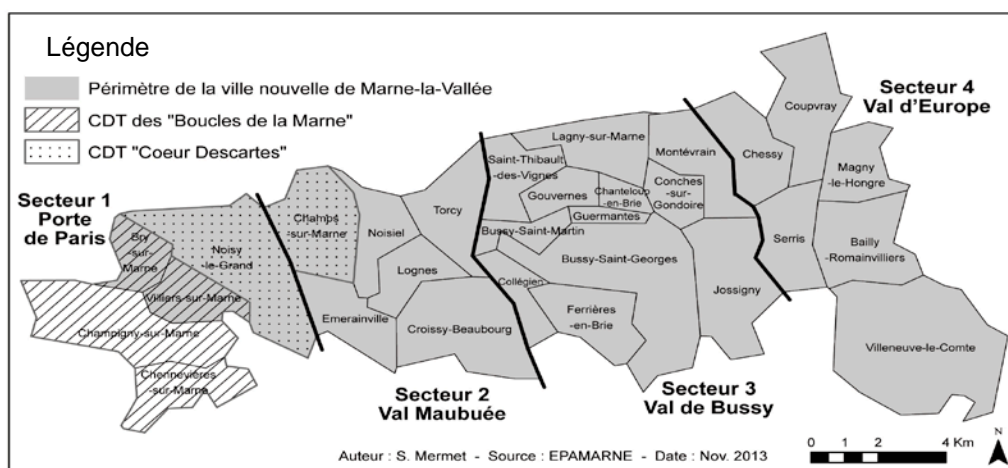 Légende
Périmètre de la ville nouvelle de Marne-la-Vallée
CDT des "Boucles de la Marne"
CDT "Coeur Descartes"
Secteur 1
Porte
de Paris
Bry
-sur-
Marne
Noisy
-le-Grand
Villiers-sur-Marne
Champigny-sur-Marne
Chennevières
-sur-Marne
Champs
-sur-Marne
Noisiel
Torcy
Lognes
Emerainville
Croissy-Beaubourg
Secteur 2
Val Maubuée
Saint-Thibault
-des-Vignes
Lagny-sur-Marne
Gouvernes
Chanteloup
-en-Brie
Conches
-sur-
Gondoire
Montévrain
Guermantes
Bussy-Saint-Martin
Bussy-Saint-Georges
Collégien
Ferrières
-en-Brie
Jossigny
Secteur 3
Val de Bussy
Secteur 4
Val d'Europe
Coupvray
Chessy
Magny
-le-Hongre
Serris
Bailly
-Romainvilliers
Villeneuve-le-Comte
Auteur : S. Mermet - Source : EPAMARNE - Date : Nov. 2013
0 1 2 4 Km
N